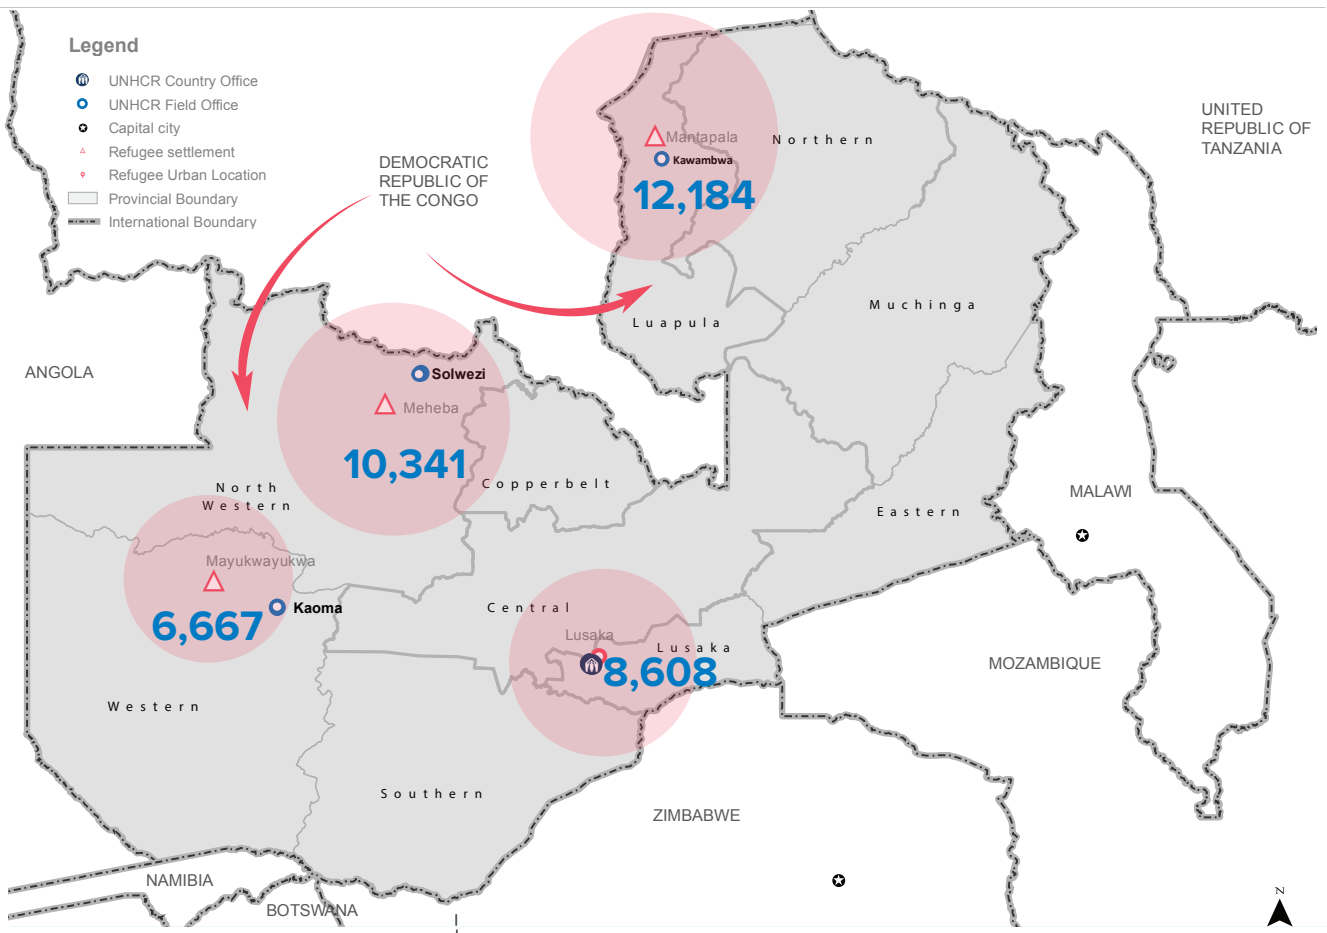 Legend
UNHCR Country Office
UNHCR Field Office
Capital city
Refugee settlement
Refugee Urban Location
Provincial Boundary
International Boundary
DEMOCRATIC
REPUBLIC OF
THE CONGO
UNITED
REPUBLIC OF
TANZANIA
Mantapala
Northern
Kawambwa
12,184
Muchinga
Luapula
ANGOLA
Solwezi
Meheba
10,341
North
Western
Copperbelt
MALAWI
Eastern
Mayukwayukwa
Kaoma
6,667
Central
Lusaka
Lusaka
8,608
MOZAMBIQUE
Western
Southern
ZIMBABWE
NAMIBIA
BOTSWANA
N